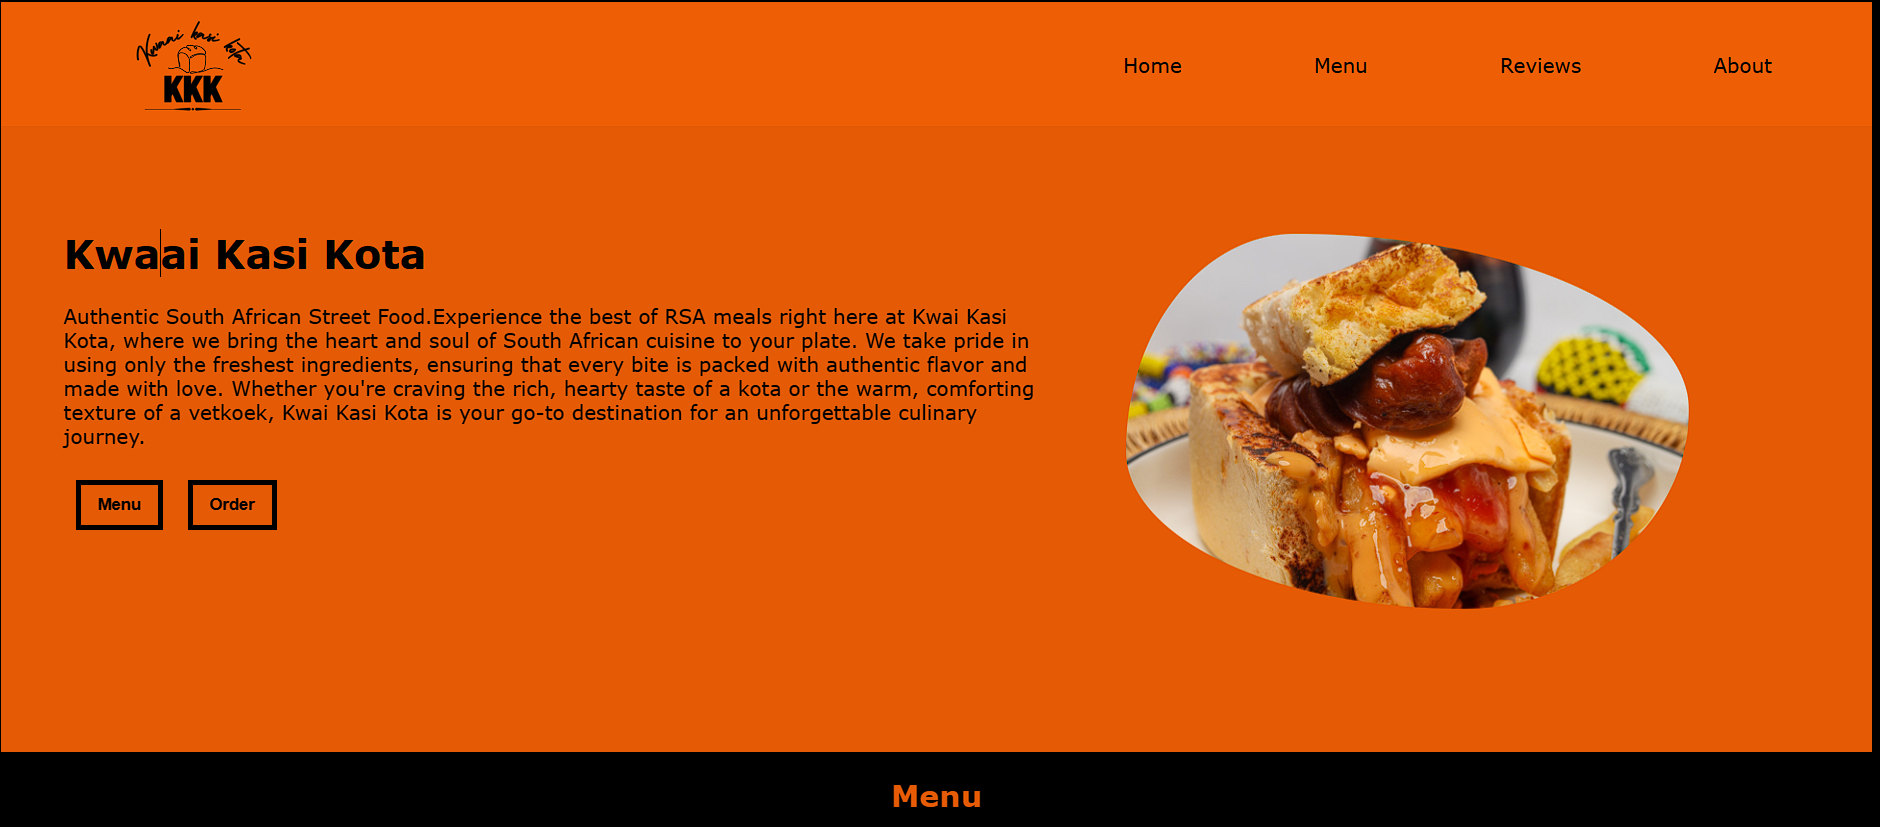 Kwaai kasi kota
KKK
Home
Menu
Reviews
About
Kwaai Kasi Kota
Authentic South African Street Food.Experience the best of RSA meals right here at Kwai Kasi
Kota, where we bring the heart and soul of South African cuisine to your plate. We take pride in
using only the freshest ingredients, ensuring that every bite is packed with authentic flavor and
made with love. Whether you're craving the rich, hearty taste of a kota or the warm, comforting
texture of a vetkoek, Kwai Kasi Kota is your go-to destination for an unforgettable culinary
journey.
Menu
Order
Menu